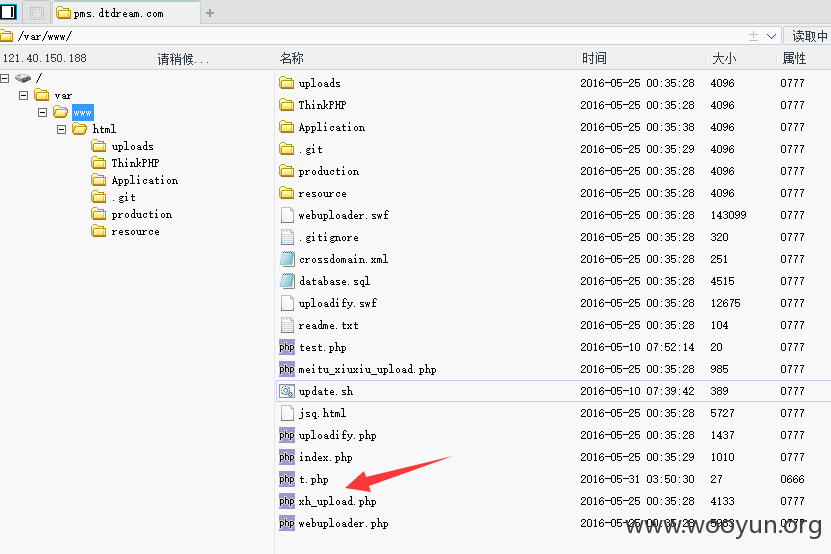 pms.dtdream.com
/var/www/ 读取中
121.40.150.188 请稍候... 名称 时间 大小 属性
/
var
www
html
uploads
ThinkPHP
Application
.git
production
resource
uploads 2016-05-25 00:35:28 4096 0777
ThinkPHP 2016-05-25 00:35:28 4096 0777
Application 2016-05-25 00:35:38 4096 0777
.git 2016-05-25 00:35:29 4096 0777
production 2016-05-25 00:35:28 4096 0777
resource 2016-05-25 00:35:28 4096 0777
webuploader.swf 2016-05-25 00:35:28 143099 0777
.gitignore 2016-05-25 00:35:28 320 0777
crossdomain.xml 2016-05-25 00:35:28 251 0777
database.sql 2016-05-25 00:35:28 4515 0777
uploadify.swf 2016-05-25 00:35:28 12675 0777
readme.txt 2016-05-25 00:35:28 104 0777
php test.php 2016-05-10 07:52:14 20 0777
php meitu_xiuxiu_upload.php 2016-05-25 00:35:28 985 0777
update.sh 2016-05-10 07:39:42 389 0777
jsq.html 2016-05-25 00:35:28 5727 0777
php uploadify.php 2016-05-25 00:35:28 1437 0777
php index.php 2016-05-25 00:35:29 1010 0777
php t.php 2016-05-31 03:50:30 27 0666
php xh_upload.php 2016-05-25 00:35:28 4133 0777
php webuploader.php 2016-05-25 00:35:28 0777
www.wooyun.org